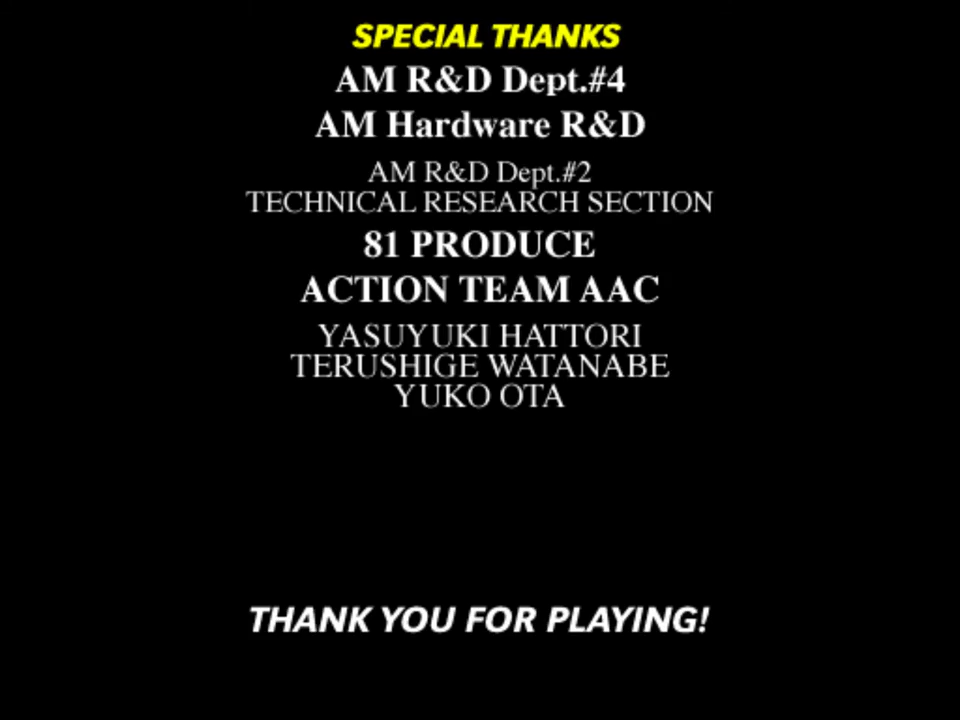 SPECIAL THANKS
AM R&D Dept.#4
AM Hardware R&D
AM R&D Dept.#2
TECHNICAL RESEARCH SECTION
81 PRODUCE
ACTION TEAM AAC
YASUYUKI HATTORI
TERUSHIGE WATANABE
YUKO OTA
THANK YOU FOR PLAYING!